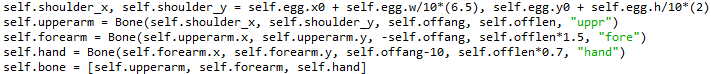 self.shoulder_x, self.shoulder_y = self.egg.x0 + self.egg.w/10*(6.5), self.egg.y0 + self.egg.h/10*(2)
self.upperarm = Bone(self.shoulder_x, self.shoulder_y, self.offang, self.offlen, "uppr")
self.forearm = Bone(self.upperarm.x, self.upperarm.y, -self.offang, self.offlen*1.5, "fore")
self.hand = Bone(self.forearm.x, self.forearm.y, self.offang-10, self.offlen*0.7, "hand")
self.bone = [self.upperarm, self.forearm, self.hand]